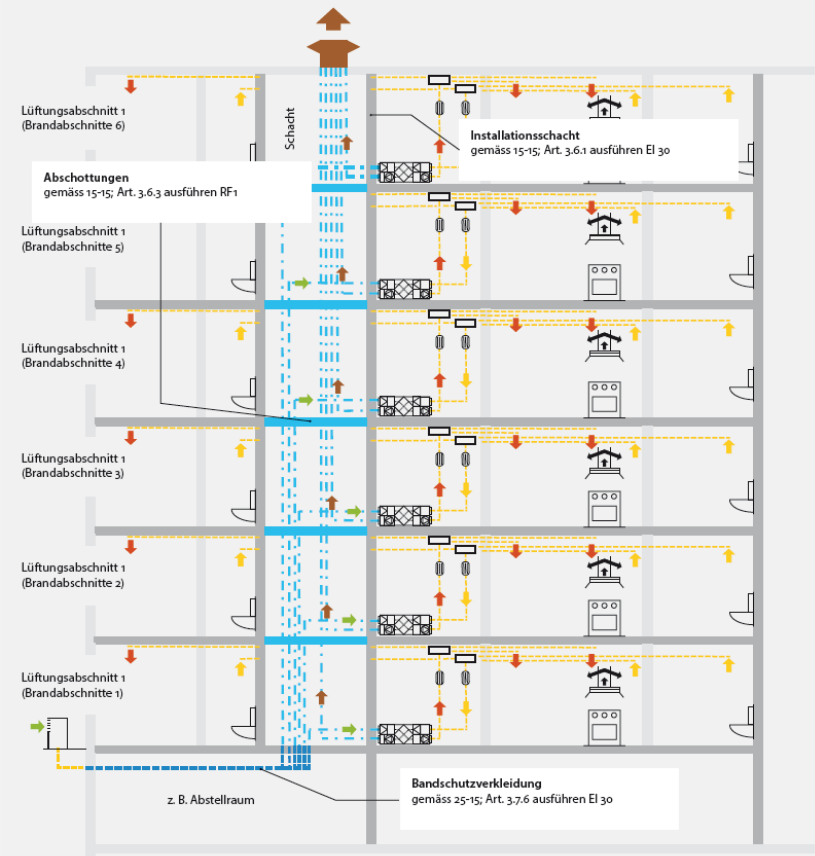 Lüftungsabschnitt 1
(Brandabschnitte 6)
Schacht
Installationsschacht
gemäss 15-15; Art. 3.6.1 ausführen EI 30
Abschottungen
gemäss 15-15; Art. 3.6.3 ausführen RF1
Lüftungsabschnitt 1
(Brandabschnitte 5)
Lüftungsabschnitt 1
(Brandabschnitte 4)
Lüftungsabschnitt 1
(Brandabschnitte 3)
Lüftungsabschnitt 1
(Brandabschnitte 2)
Lüftungsabschnitt 1
(Brandabschnitte 1)
Bandschutzverkleidung
gemäss 25-15; Art. 3.7.6 ausführen EI 30
z. B. Abstellraum